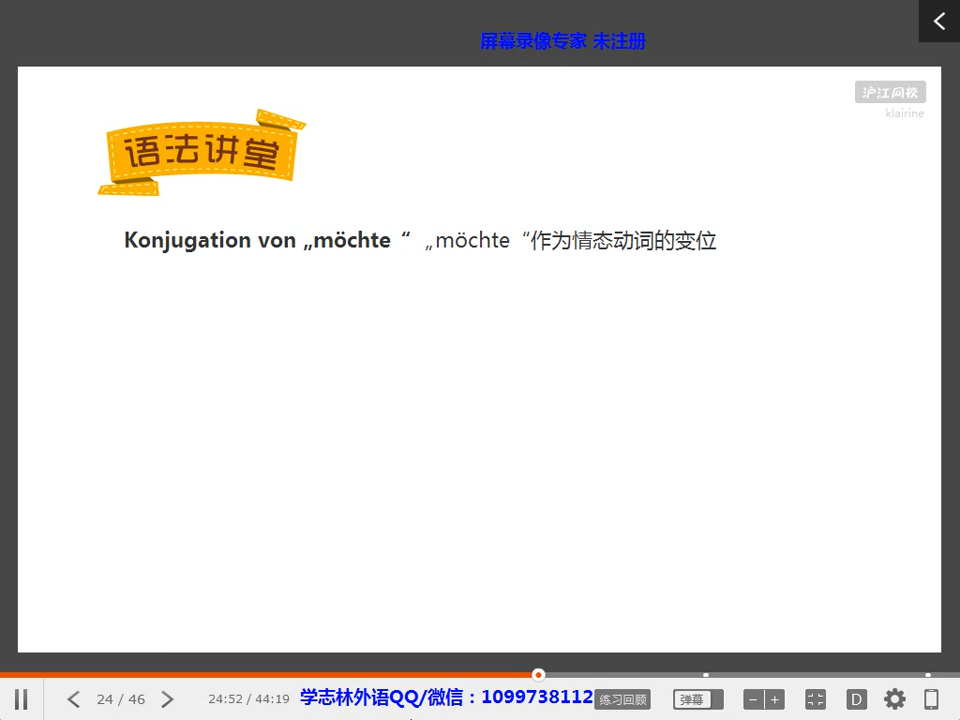 屏幕录像专家 未注册
沪江网校
klairine
语法讲堂
Konjugation von „möchte “ „möchte “作为情态动词的变位
24 / 46
24:52 / 44:19
学志林外语QQ/微信：1099738112
练习回顾
弹幕
D